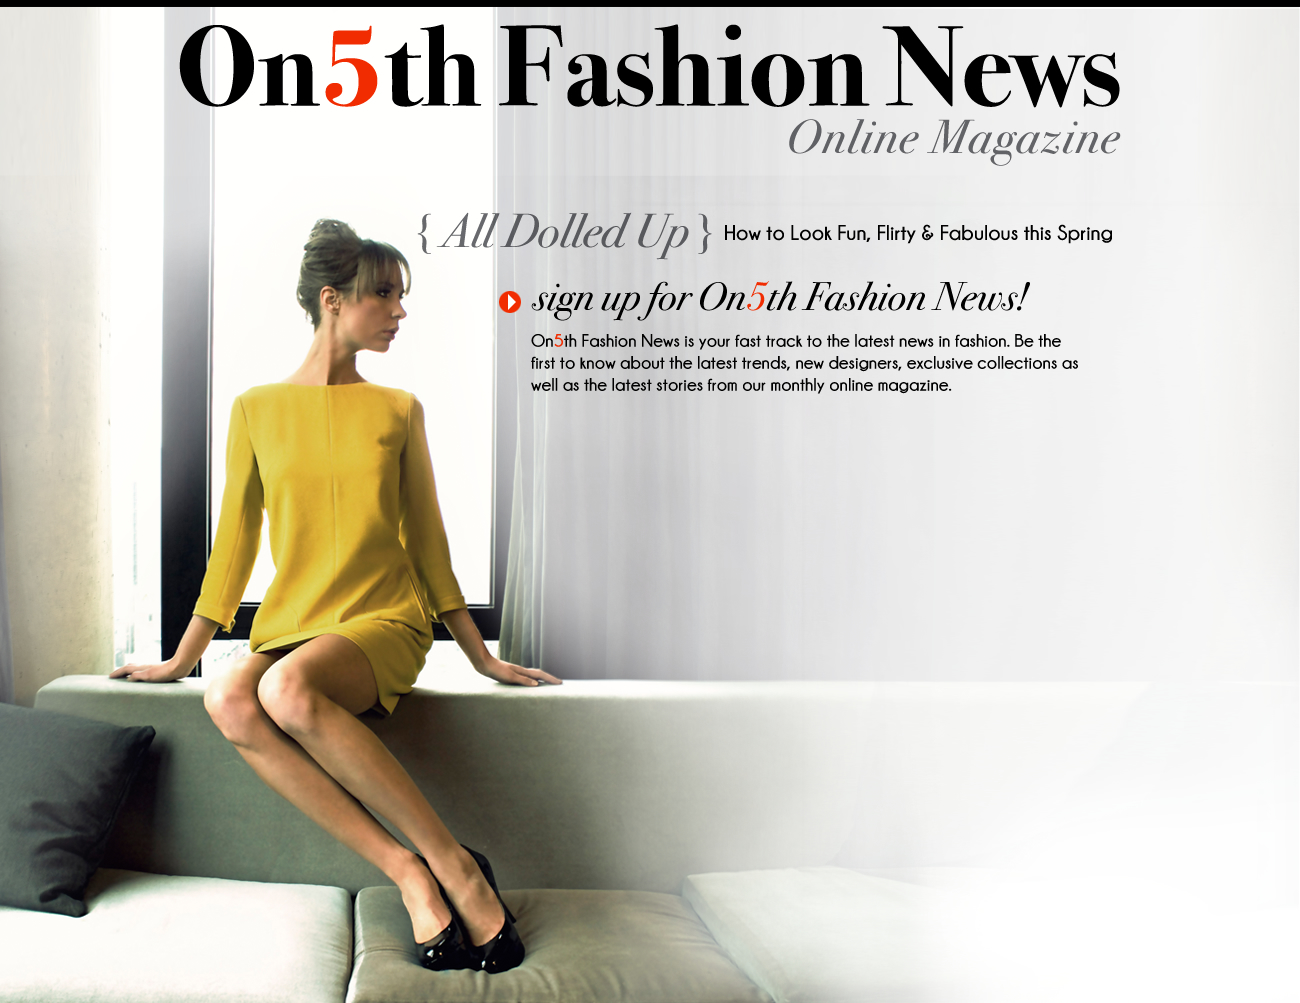 On5th Fashion News
Online Magazine
{ All Dolled Up } How to Look Fun, Flirty & Fabulous this Spring
sign up for On5th Fashion News!
On5th Fashion News is your fast track to the latest news in fashion. Be the
first to know about the latest trends, new designers, exclusive collections as
well as the latest stories from our monthly online magazine.